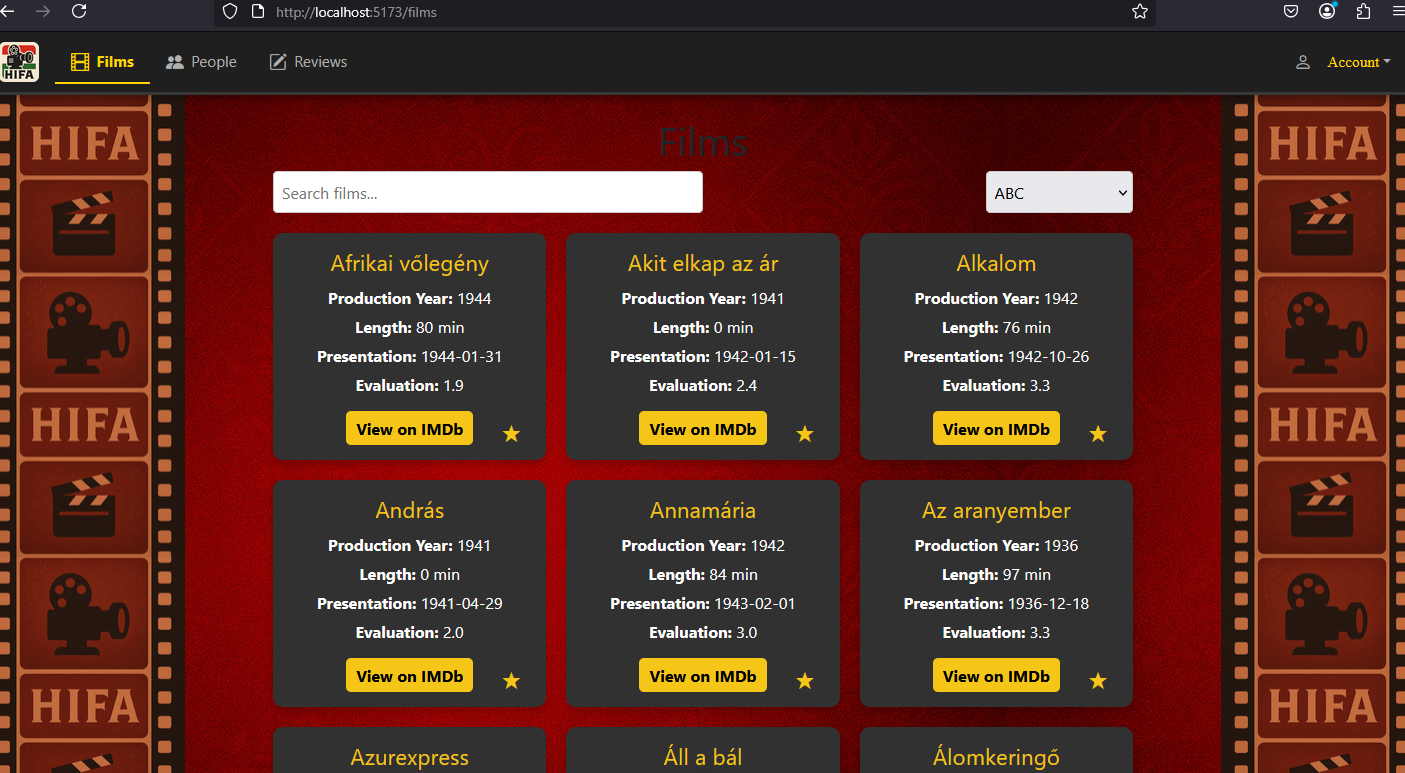 http://localhost:5173/films
HIFA
Films
People
Reviews
Account
Films
Search films...
ABC
Afrikai vőlegény
Production Year: 1944
Length: 80 min
Presentation: 1944-01-31
Evaluation: 1.9
View on IMDb
Akit elkap az ár
Production Year: 1941
Length: 0 min
Presentation: 1942-01-15
Evaluation: 2.4
View on IMDb
Alkalom
Production Year: 1942
Length: 76 min
Presentation: 1942-10-26
Evaluation: 3.3
View on IMDb
András
Production Year: 1941
Length: 0 min
Presentation: 1941-04-29
Evaluation: 2.0
View on IMDb
Annamária
Production Year: 1942
Length: 84 min
Presentation: 1943-02-01
Evaluation: 3.0
View on IMDb
Az aranyember
Production Year: 1936
Length: 97 min
Presentation: 1936-12-18
Evaluation: 3.3
View on IMDb
Azurexpress
Áll a bál
Álomkeringő
HIFA
HIFA
HIFA
HIFA
HIFA
HIFA